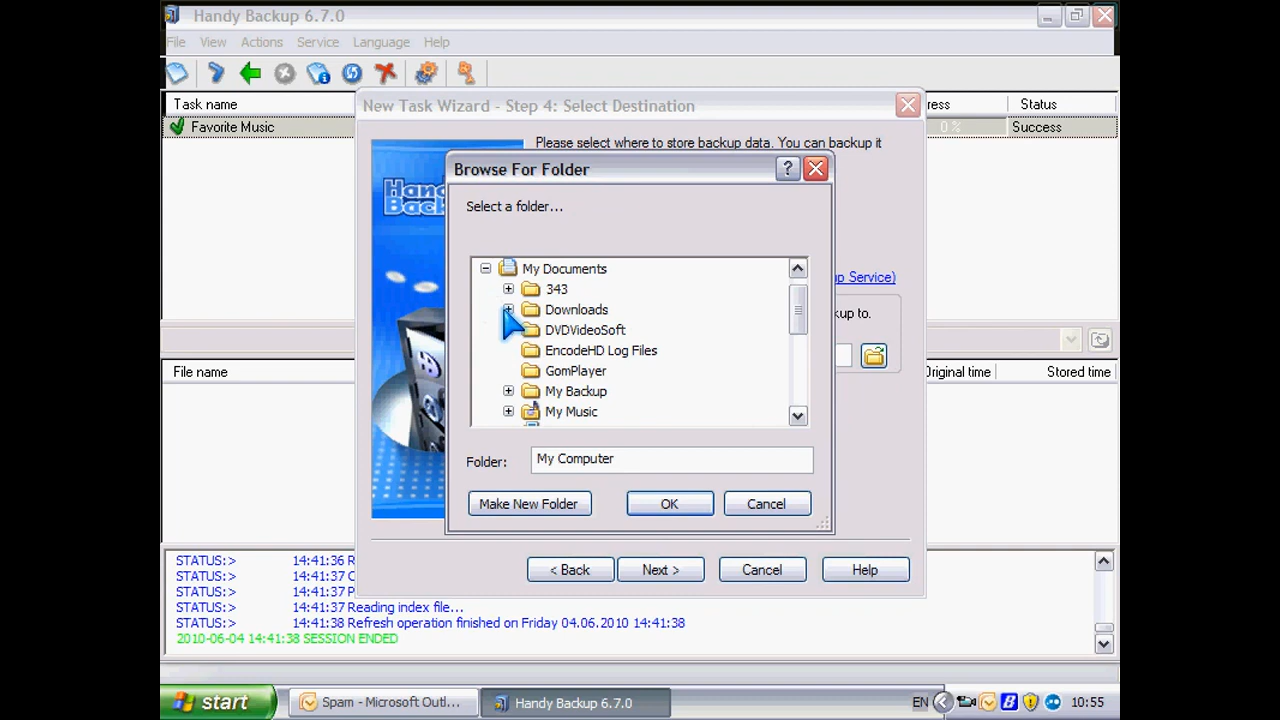 Handy Backup 6.7.0
File View Actions Service Language Help
Task name
ress
Status
Favorite Music
0 %
Success
New Task Wizard - Step 4: Select Destination
Please select where to store backup data. You can backup it
Browse For Folder
Select a folder...
My Documents
343
Downloads
DVDVideoSoft
EncodeHD Log Files
GomPlayer
My Backup
My Music
Folder:
My Computer
Make New Folder
OK
Cancel
up Service)
kup to.
< Back
Next >
Cancel
Help
File name
Original time
Stored time
STATUS:> 14:41:36 R
STATUS:> 14:41:37 C
STATUS:> 14:41:37 P
STATUS:> 14:41:37 Reading index file...
STATUS:> 14:41:38 Refresh operation finished on Friday 04.06.2010 14:41:38
2010-06-04 14:41:38 SESSION ENDED
start
Spam - Microsoft Outl...
Handy Backup 6.7.0
EN
10:55